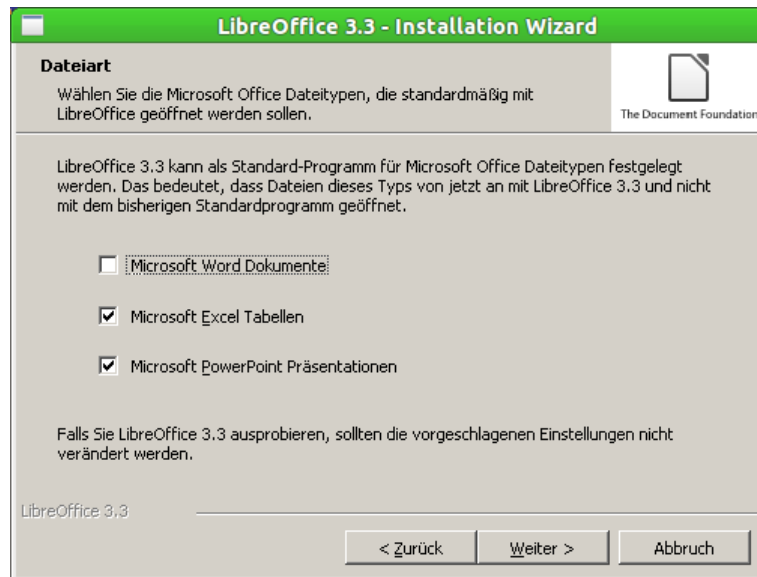 LibreOffice 3.3 - Installation Wizard
Dateiart
Wählen Sie die Microsoft Office Dateitypen, die standardmäßig mit
LibreOffice geöffnet werden sollen.
The Document Foundation
LibreOffice 3.3 kann als Standard-Programm für Microsoft Office Dateitypen festgelegt
werden. Das bedeutet, dass Dateien dieses Typs von jetzt an mit LibreOffice 3.3 und nicht
mit dem bisherigen Standardprogramm geöffnet.
Microsoft Word Dokumente
Microsoft Excel Tabellen
Microsoft PowerPoint Präsentationen
Falls Sie LibreOffice 3.3 ausprobieren, sollten die vorgeschlagenen Einstellungen nicht
verändert werden.
LibreOffice 3.3
< Zurück Weiter > Abbruch